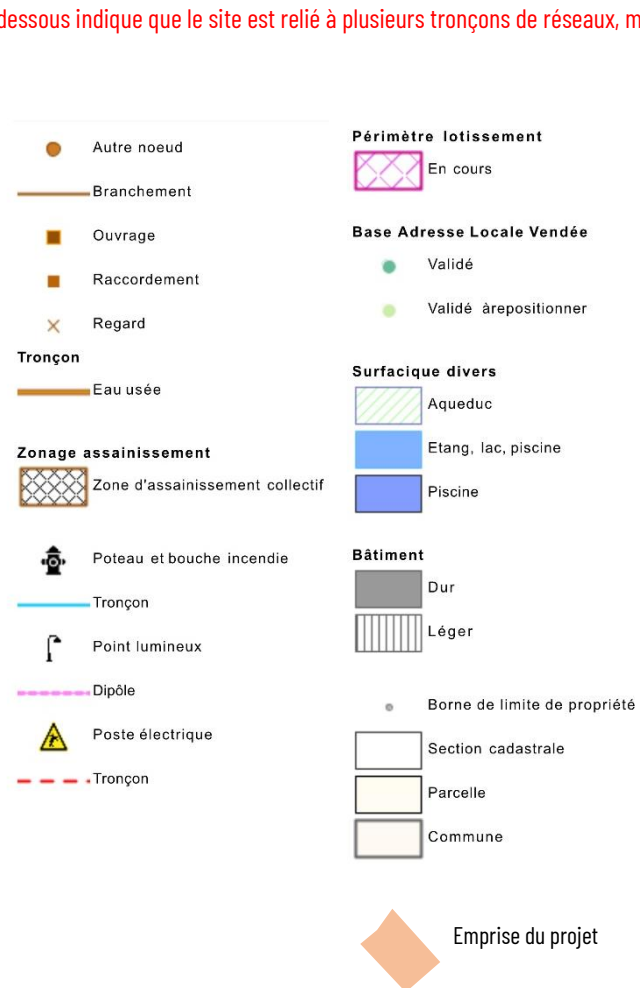 dessous indique que le site est relié à plusieurs tronçons de réseaux, m
Autre noeud
Branchement
Ouvrage
Raccordement
Regard
Tronçon
Eau usée
Zonage assainissement
Zone d'assainissement collectif
Poteau et bouche incendie
Tronçon
Point lumineux
Dipôle
Poste électrique
Tronçon
Périmètre lotissement
En cours
Base Adresse Locale Vendée
Validé
Validé àrepositionner
Surfacique divers
Aqueduc
Etang, lac, piscine
Piscine
Bâtiment
Dur
Léger
Borne de limite de propriété
Section cadastrale
Parcelle
Commune
Emprise du projet